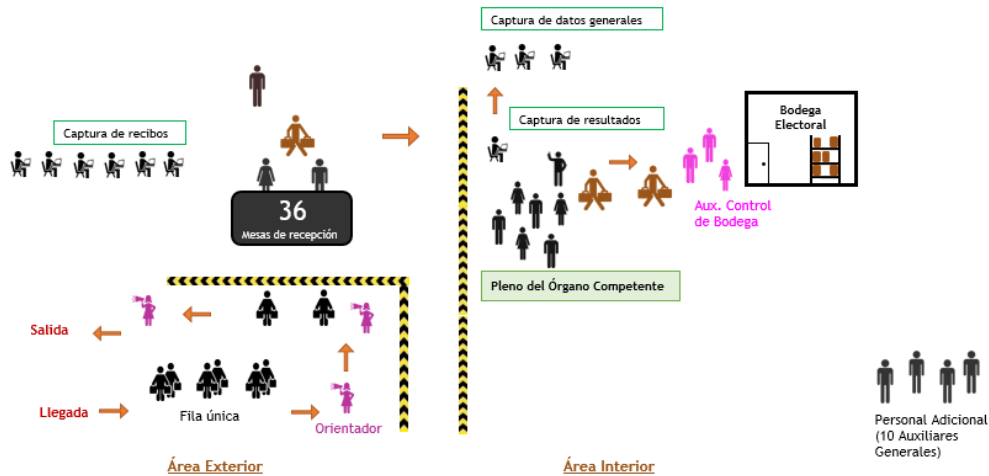 Captura de datos generales
Captura de recibos
Captura de resultados
Bodega
Electoral
36
Mesas de recepción
Aux. Control
de Bodega
Pleno del Órgano Competente
Salida
Llegada
Fila única
Orientador
Personal Adicional
(10 Auxiliares
Generales)
Área Exterior
Área Interior